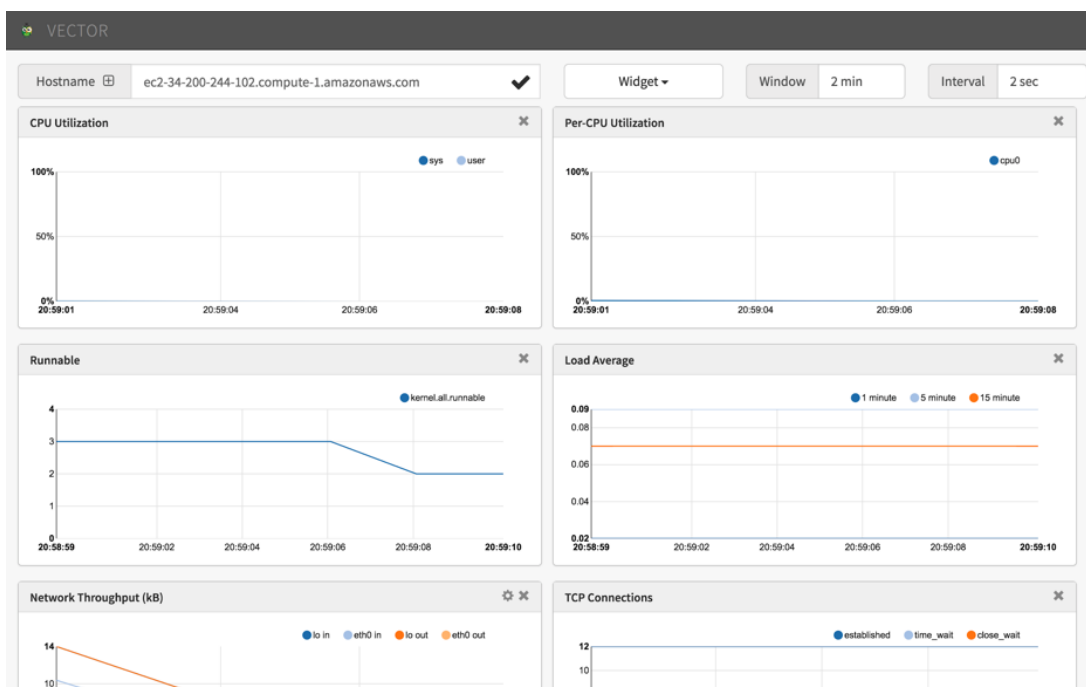 VECTOR
Hostname ec2-34-200-244-102.compute-1.amazonaws.com Widget Window 2 min Interval 2 sec
CPU Utilization
sys user
100%
50%
0%
20:59:01 20:59:04 20:59:06 20:59:08
Per-CPU Utilization
cpu0
100%
50%
0%
20:59:01 20:59:04 20:59:06 20:59:08
Runnable
kernel.all.runnable
4
3
2
1
0
20:58:59 20:59:02 20:59:04 20:59:06 20:59:08 20:59:10
Load Average
1 minute 5 minute 15 minute
0.09
0.08
0.06
0.04
0.02
20:58:59 20:59:02 20:59:04 20:59:06 20:59:08 20:59:10
Network Throughput (kB)
lo in eth0 in lo out eth0 out
14
10
TCP Connections
established time_wait close_wait
12
10